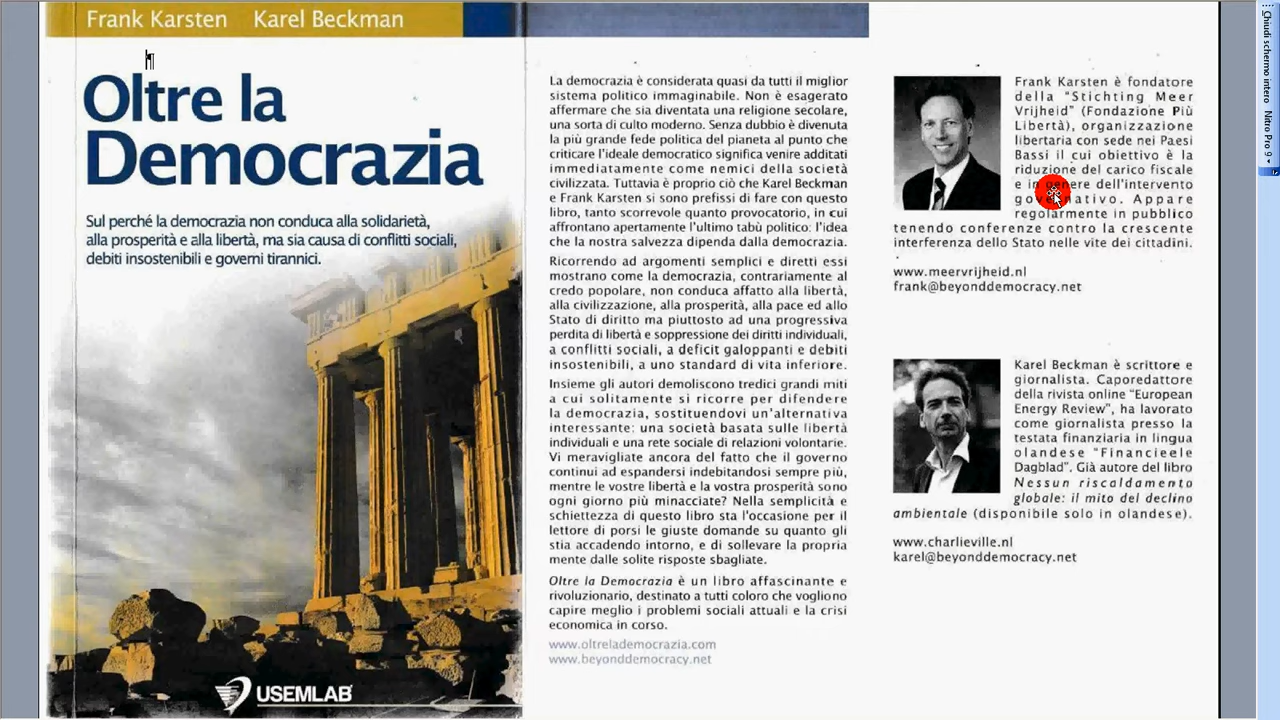 Frank Karsten Karel Beckman
Oltre la
Democrazia
Sul perché la democrazia non conduca alla solidarietà,
alla prosperità e alla libertà, ma sia causa di conflitti sociali,
debiti insostenibili e governi tirannici.
USEMLAB
La democrazia è considerata quasi da tutti il miglior
sistema politico immaginabile. Non è esagerato
affermare che sia diventata una religione secolare,
una sorta di culto moderno. Senza dubbio è divenuta
la più grande fede politica del pianeta al punto che
criticare l'ideale democratico significa venire additati
immediatamente come nemici della società
civilizzata. Tuttavia è proprio ciò che Karel Beckman
e Frank Karsten si sono prefissi di fare con questo
libro, tanto scorrevole quanto provocatorio, in cui
affrontano apertamente l'ultimo tabù politico: l'idea
che la nostra salvezza dipenda dalla democrazia.
Ricorrendo ad argomenti semplici e diretti essi
mostrano come la democrazia, contrariamente al
credo popolare, non conduca affatto alla libertà,
alla civilizzazione, alla prosperità, alla pace ed allo
Stato di diritto ma piuttosto ad una progressiva
perdita di libertà e soppressione dei diritti individuali,
a conflitti sociali, a deficit galoppanti e debiti
insostenibili, a uno standard di vita inferiore.
Insieme gli autori demoliscono tredici grandi miti
a cui solitamente si ricorre per difendere
la democrazia, sostituendovi un'alternativa
interessante: una società basata sulle libertà
individuali e una rete sociale di relazioni volontarie.
Vi meravigliate ancora del fatto che il governo
continui ad espandersi indebitandosi sempre più,
mentre le vostre libertà e la vostra prosperità sono
ogni giorno più minacciate? Nella semplicità e
schiettezza di questo libro sta l'occasione per il
lettore di porsi le giuste domande su quanto gli
stia accadendo intorno, e di sollevare la propria
mente dalle solite risposte sbagliate.
Oltre la Democrazia è un libro affascinante e
rivoluzionario, destinato a tutti coloro che vogliono
capire meglio i problemi sociali attuali e la crisi
economica in corso.
www.oltrelademocrazia.com
www.beyonddemocracy.net
Frank Karsten è fondatore
della "Stichting Meer
Vrijheid" (Fondazione Più
Libertà), organizzazione
libertaria con sede nei Paesi
Bassi il cui obiettivo è la
riduzione del carico fiscale
e in genere dell'intervento
governativo. Appare
regolarmente in pubblico
tenendo conferenze contro la crescente
interferenza dello Stato nelle vite dei cittadini.
www.meervrijheid.nl
frank@beyonddemocracy.net
Karel Beckman è scrittore e
giornalista. Caporedattore
della rivista online "European
Energy Review", ha lavorato
come giornalista presso la
testata finanziaria in lingua
olandese "Financieele
Dagblad". Già autore del libro
Nessun riscaldamento
globale: il mito del declino
ambientale (disponibile solo in olandese).
www.charlieville.nl
karel@beyonddemocracy.net
Chiudi schermo intero
Nitro Pro 9